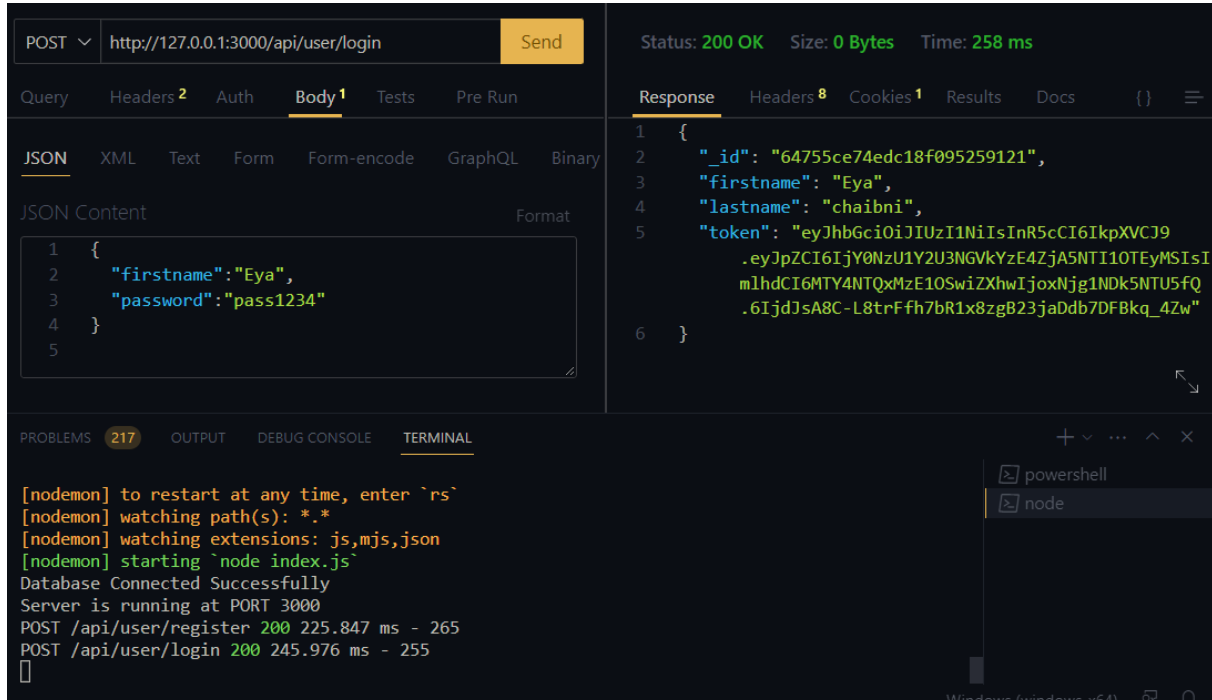 POST http://127.0.0.1:3000/api/user/login Send
Query Headers 2 Auth Body 1 Tests Pre Run
JSON XML Text Form Form-encode GraphQL Binary
JSON Content Format
1 {
2 "firstname":"Eya",
3 "password":"pass1234"
4 }
5
Status: 200 OK Size: 0 Bytes Time: 258 ms
Response Headers 8 Cookies 1 Results Docs { }
1 {
2 "_id": "64755ce74edc18f095259121",
3 "firstname": "Eya",
4 "lastname": "chaibni",
5 "token": "eyJhbGciOiJIUzI1NiIsInR5cCI6IkpXVCJ9
.eyJpZCI6IjY0NzU1Y2U3NGVkYzE4ZjA5NTI1OTEyMSIsI
mlhdCI6MTY4NTQxMzE1OSwiZXhwIjoxNjg1NDk5NTU5fQ
.6IjdJsA8C-L8trFfh7bR1x8zgB23jaDdb7DFBkq_4Zw"
6 }
PROBLEMS 217 OUTPUT DEBUG CONSOLE TERMINAL
[nodemon] to restart at any time, enter `rs`
[nodemon] watching path(s): *.*
[nodemon] watching extensions: js,mjs,json
[nodemon] starting `node index.js`
Database Connected Successfully
Server is running at PORT 3000
POST /api/user/register 200 225.847 ms - 265
POST /api/user/login 200 245.976 ms - 255
powershell
node
Windows (windows-x64)